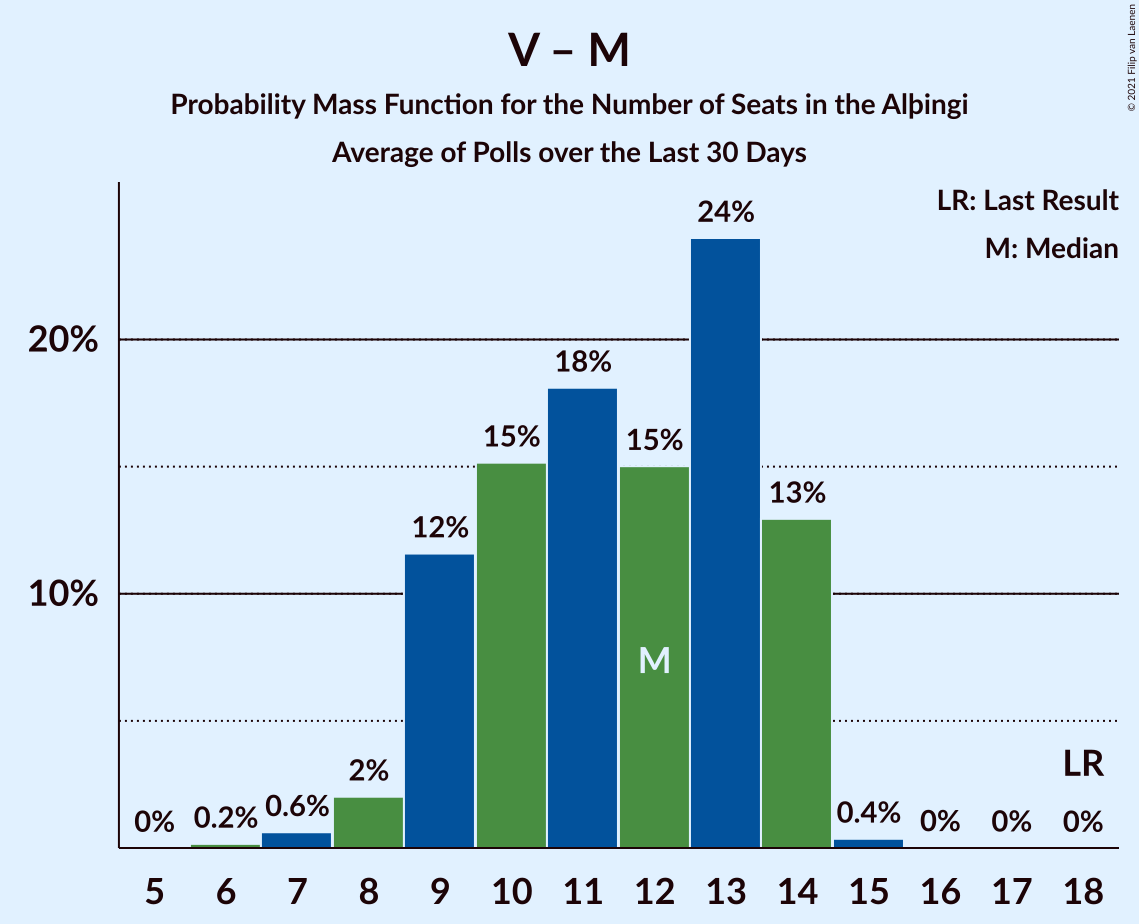 V – M
Probability Mass Function for the Number of Seats in the Alþingi
Average of Polls over the Last 30 Days
© 2021 Filip van Laenen
LR: Last Result
M: Median
20%
10%
0%
0.2%
0.6%
2%
12%
15%
18%
15%
24%
13%
0.4%
0%
0%
0%
M
LR
5 6 7 8 9 10 11 12 13 14 15 16 17 18